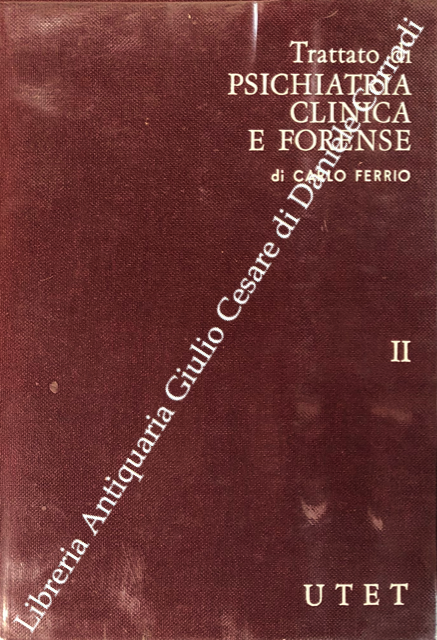 Trattato di
PSICHIATRIA
CLINICA
E FORENSE
di CARLO FERRIO
Libreria Antiquaria Giulio Cesare di Daniele Corradi
II
UTET